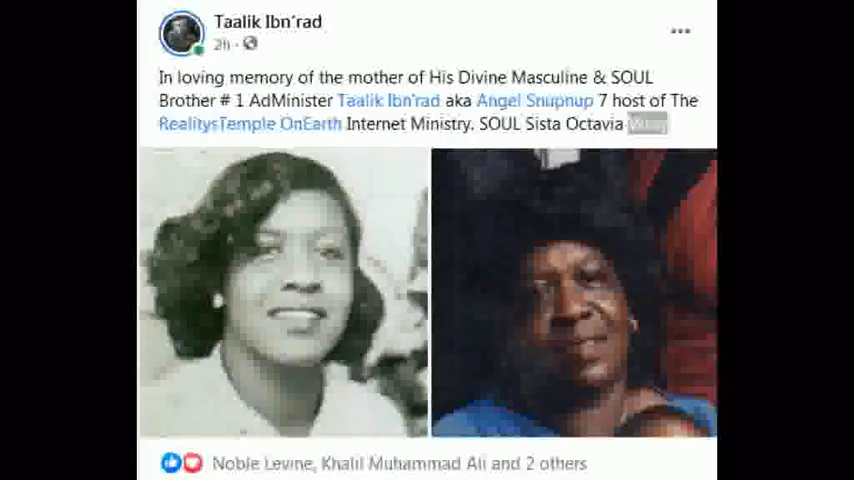 Taalik Ibn'rad
2h ·
In loving memory of the mother of His Divine Masculine & SOUL
Brother # 1 AdMinister Taalik Ibn'rad aka Angel Snupnup 7 host of The
RealitysTemple OnEarth Internet Ministry. SOUL Sista Octavia
Noble Levine, Khalil Muhammad Ali and 2 others